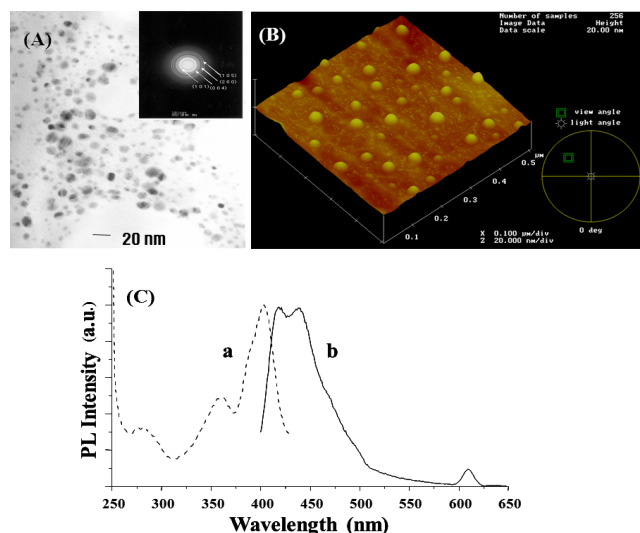 (A)
(1 0 5)
(2 0 0)
(0 0 4)
(1 0 1)
20 nm
(B)
Number of samples 256
Image Data Height
Data scale 20.00 nm
view angle
light angle
0 deg
µm
0.5
0.4
0.3
0.2
0.1
X 0.100 µm/div
Z 20.000 nm/div
(C)
a
b
PL Intensity (a.u.)
250 300 350 400 450 500 550 600 650
Wavelength (nm)